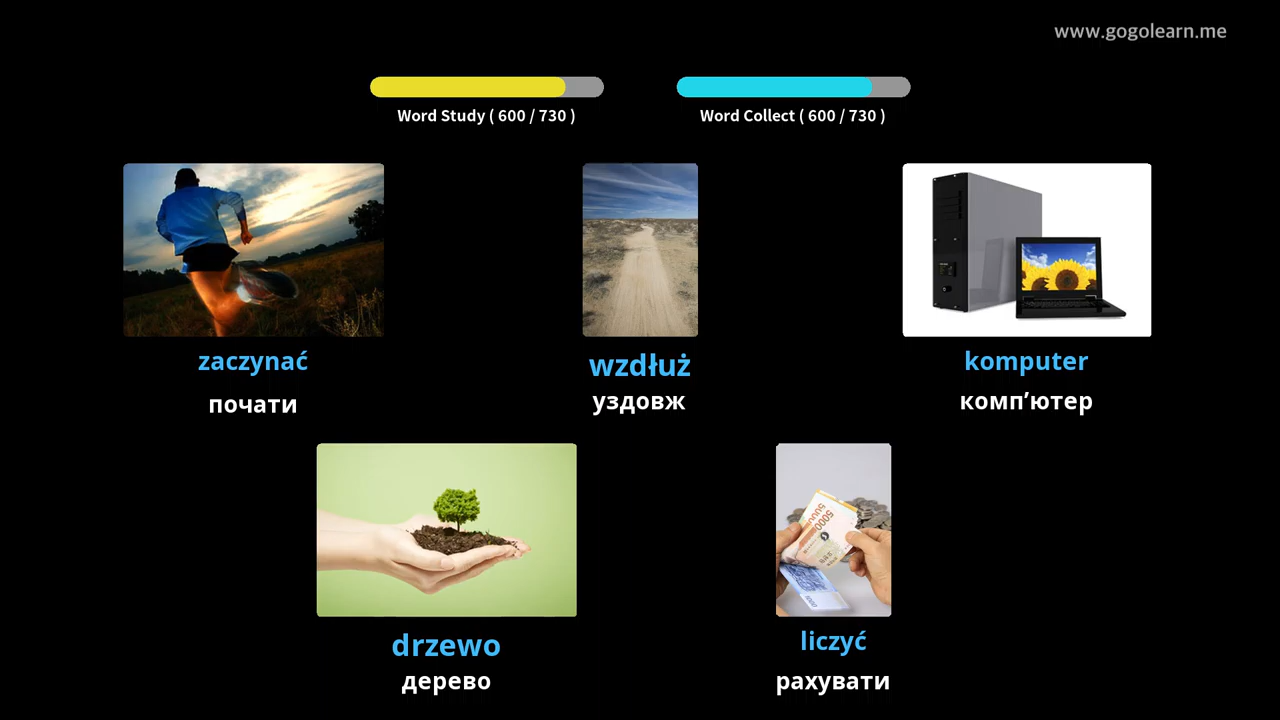 www.gogolearn.me
Word Study ( 600 / 730 )
Word Collect ( 600 / 730 )
zaczynać
wzdłuż
komputer
почати
уздовж
комп’ютер
5000
drzewo
liczyć
дерево
рахувати